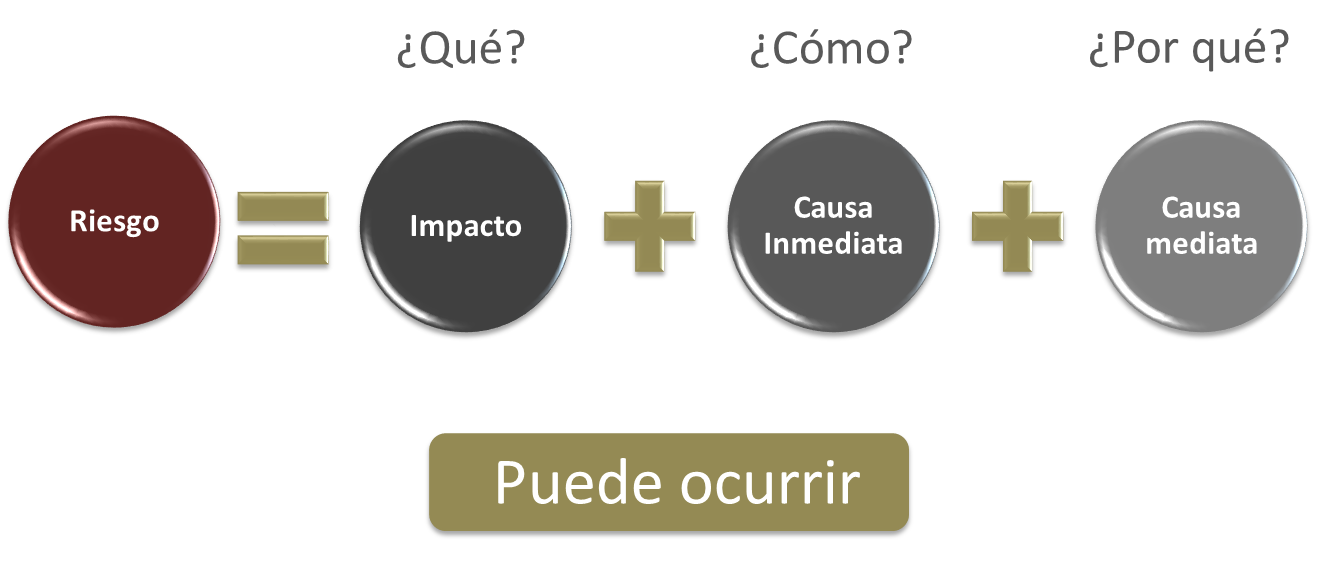 ¿Qué?
¿Cómo?
¿Por qué?
Riesgo
Impacto
Causa
Inmediata
Causa
mediata
Puede ocurrir